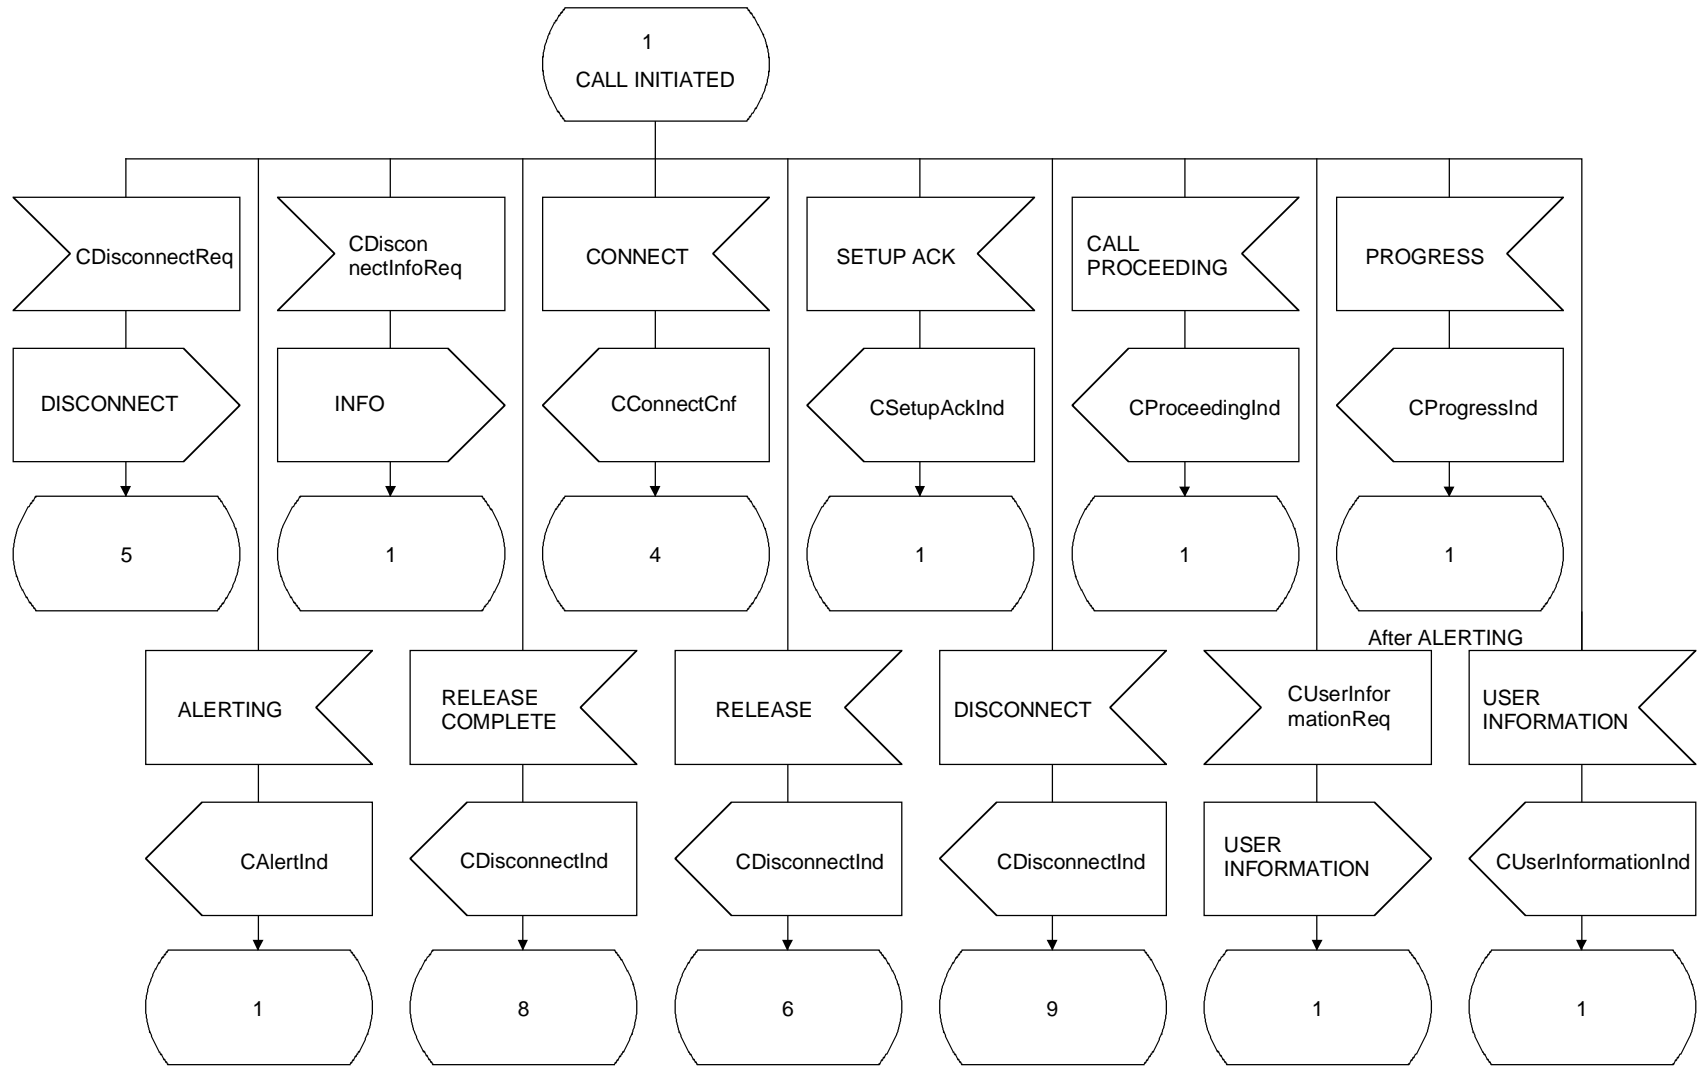 1
CALL INITIATED
CDisconnectReq
CDiscon
nectInfoReq
CONNECT
SETUP ACK
CALL
PROCEEDING
PROGRESS
DISCONNECT
INFO
CConnectCnf
CSetupAckInd
CProceedingInd
CProgressInd
5
1
4
1
1
1
After ALERTING
ALERTING
RELEASE
COMPLETE
RELEASE
DISCONNECT
CUserInfor
mationReq
USER
INFORMATION
CAlertInd
CDisconnectInd
CDisconnectInd
CDisconnectInd
USER
INFORMATION
CUserInformationInd
1
8
6
9
1
1